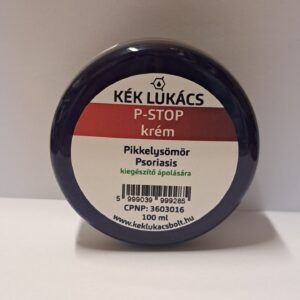 KÉK LUKÁCS
P-STOP
krém
Pikkelysömör
Psoriasis
kiegészítő ápolására
5 999039 999285
CPNP: 3603016
100 ml
www.keklukacsbolt.hu